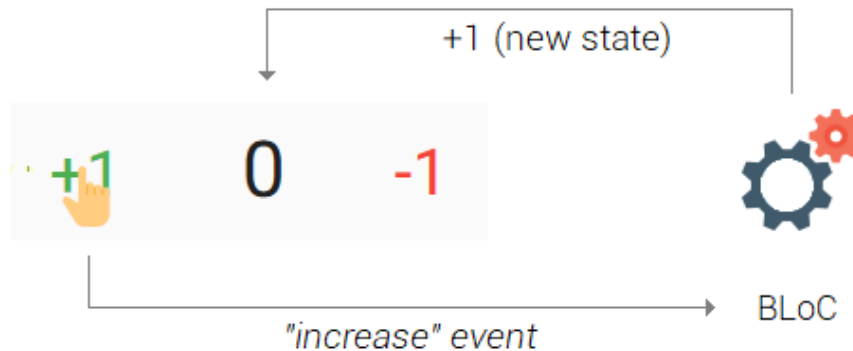 +1 (new state)
+1 0 -1
BLoC
"increase" event